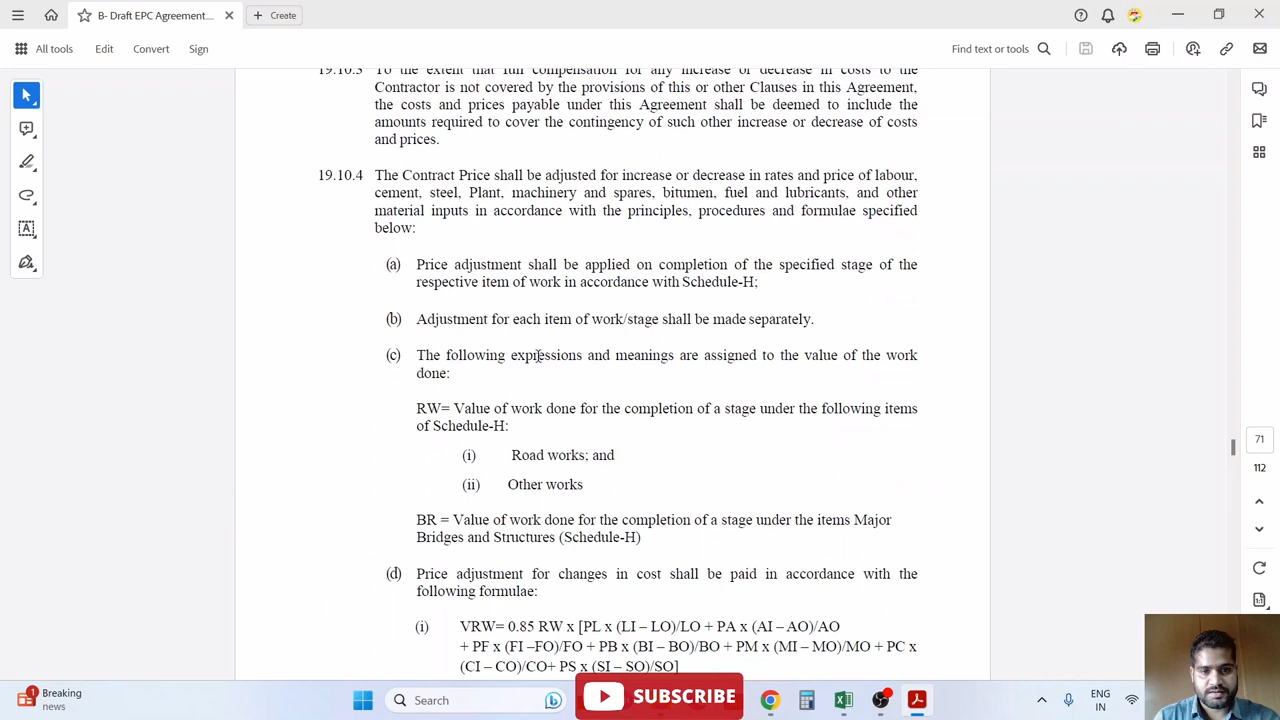 B- Draft EPC Agreement....
Create
All tools
Edit
Convert
Sign
Find text or tools
19.10.3 To the extent that full compensation for any increase or decrease in costs to the
Contractor is not covered by the provisions of this or other Clauses in this Agreement,
the costs and prices payable under this Agreement shall be deemed to include the
amounts required to cover the contingency of such other increase or decrease of costs
and prices.
19.10.4 The Contract Price shall be adjusted for increase or decrease in rates and price of labour,
cement, steel, Plant, machinery and spares, bitumen, fuel and lubricants, and other
material inputs in accordance with the principles, procedures and formulae specified
below:
(a) Price adjustment shall be applied on completion of the specified stage of the
respective item of work in accordance with Schedule-H;
(b) Adjustment for each item of work/stage shall be made separately.
(c) The following expressions and meanings are assigned to the value of the work
done:
RW= Value of work done for the completion of a stage under the following items
of Schedule-H:
(i) Road works; and
(ii) Other works
BR = Value of work done for the completion of a stage under the items Major
Bridges and Structures (Schedule-H)
(d) Price adjustment for changes in cost shall be paid in accordance with the
following formulae:
(i) VRW= 0.85 RW x [PL x (LI – LO)/LO + PA x (AI – AO)/AO
+ PF x (FI –FO)/FO + PB x (BI – BO)/BO + PM x (MI – MO)/MO + PC x
(CI – CO)/CO+ PS x (SI – SO)/SO]
71
112
1
Breaking
news
Search
SUBSCRIBE
ENG
IN